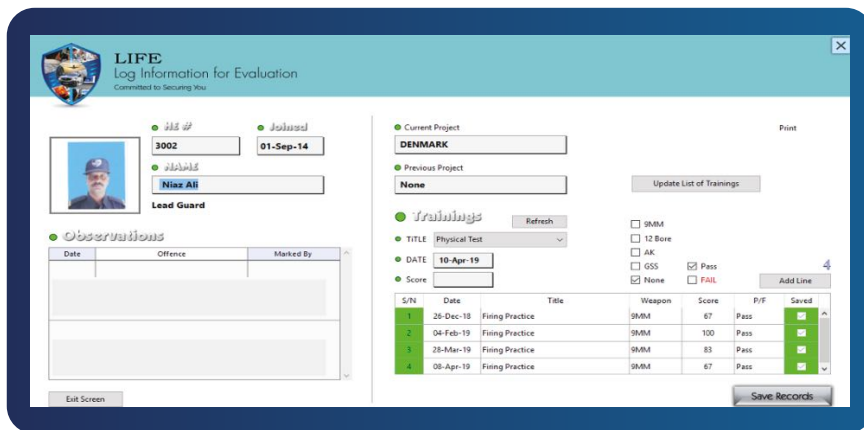 LIFE
Log Information for Evaluation
Committed to Securing You
HE #
Joined
3002
01-Sep-14
NAME
Niaz Ali
Lead Guard
Observations
Date Offence Marked By
Exit Screen
Current Project
Print
DENMARK
Previous Project
None
Update List of Trainings
Trainings
Refresh
TITLE Physical Test
DATE 10-Apr-19
Score
9MM
12 Bore
AK
GSS Pass
None FAIL
4
Add Line
S/N Date Title Weapon Score P/F Saved
1 26-Dec-18 Firing Practice 9MM 67 Pass
2 04-Feb-19 Firing Practice 9MM 100 Pass
3 28-Mar-19 Firing Practice 9MM 83 Pass
4 08-Apr-19 Firing Practice 9MM 67 Pass
Save Records